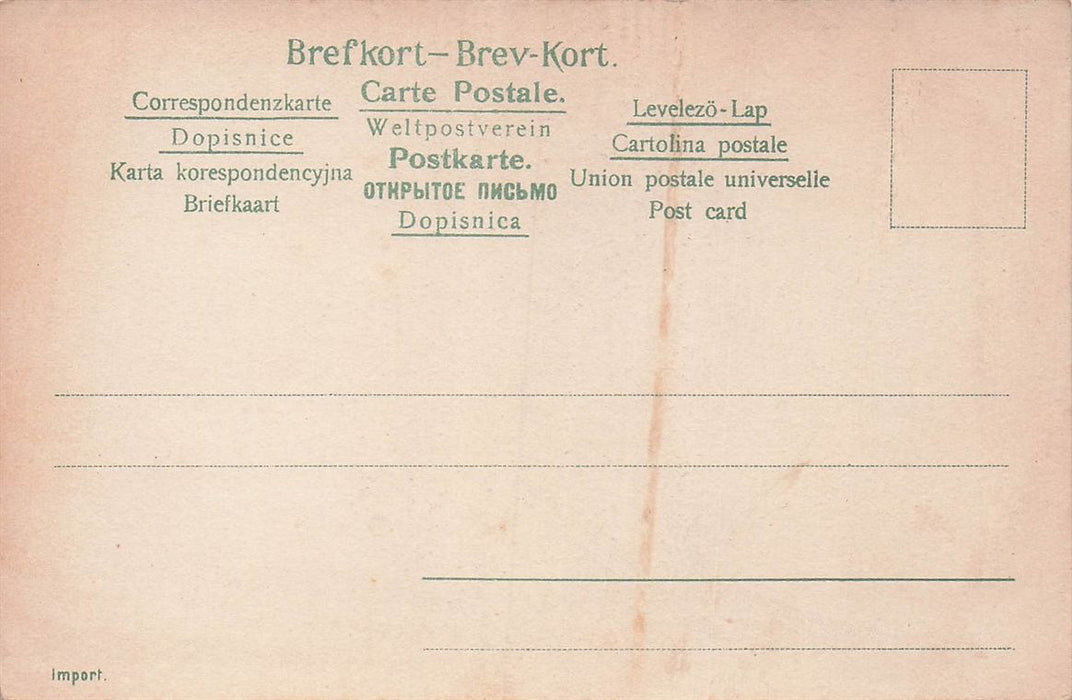 Brefkort–Brev-Kort.
Correspondenzkarte
Dopisnice
Karta korespondencyjna
Briefkaart
Carte Postale.
Weltpostverein
Postkarte.
ОТКРЫТОЕ ПИСЬМО
Dopisnica
Levelezö-Lap
Cartolina postale
Union postale universelle
Post card
Import.